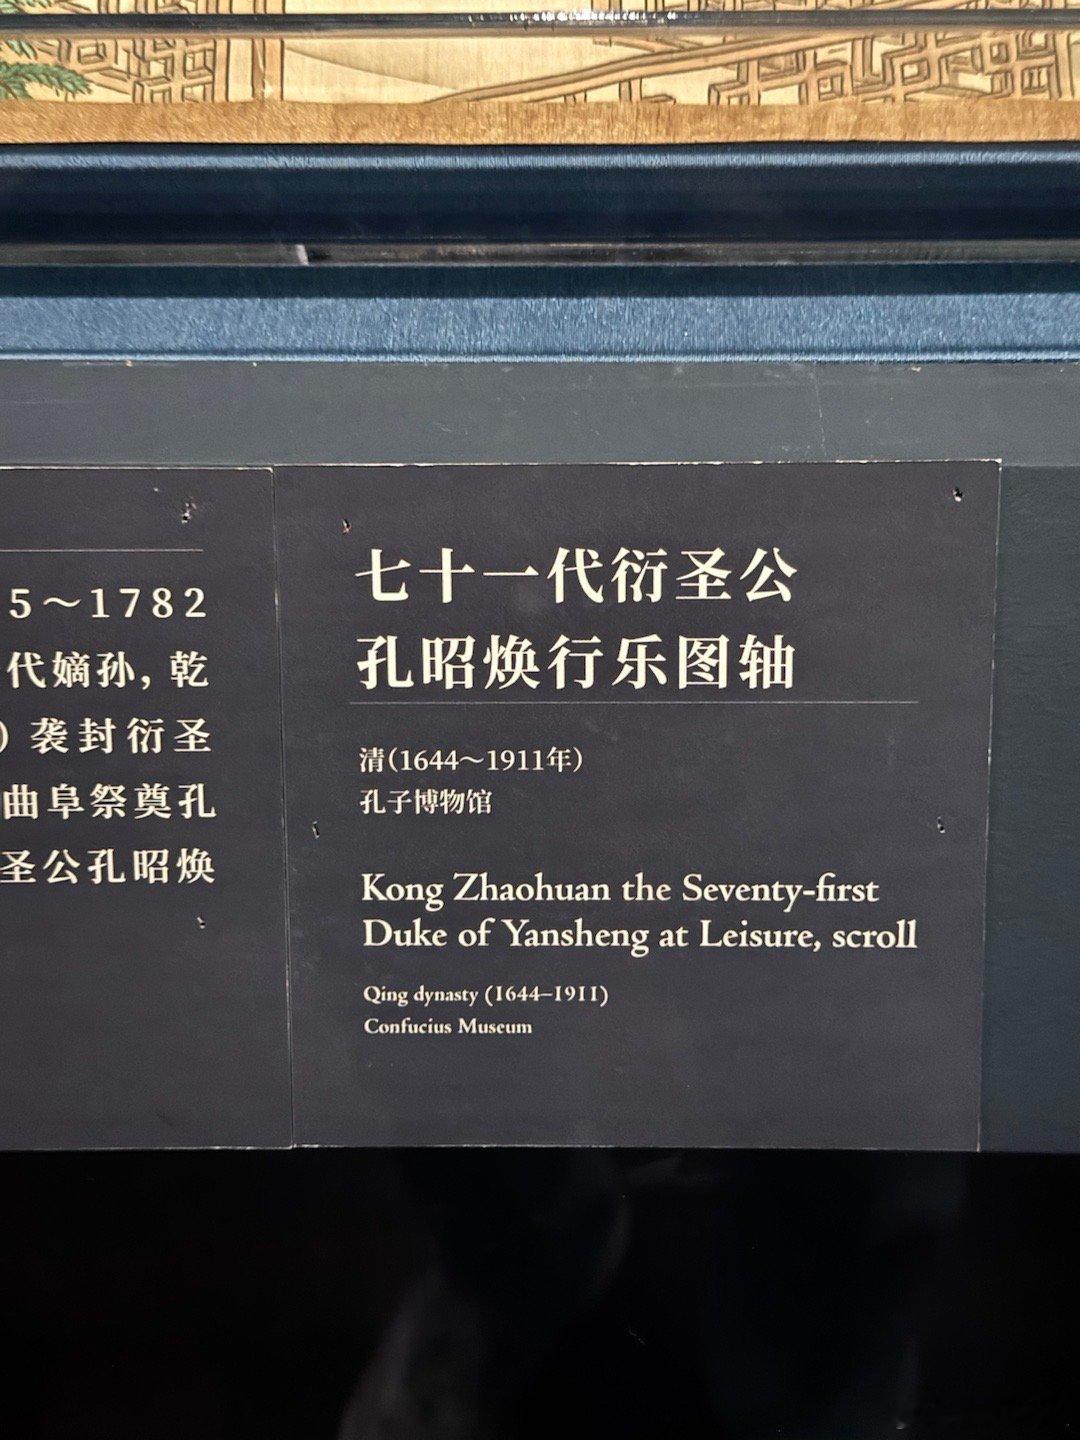 5～1782
代嫡孙，乾
）袭封衍圣
曲阜祭奠孔
圣公孔昭焕
七十一代衍圣公
孔昭焕行乐图轴
清（1644～1911年）
孔子博物馆
Kong Zhaohuan the Seventy-first
Duke of Yansheng at Leisure, scroll
Qing dynasty (1644–1911)
Confucius Museum